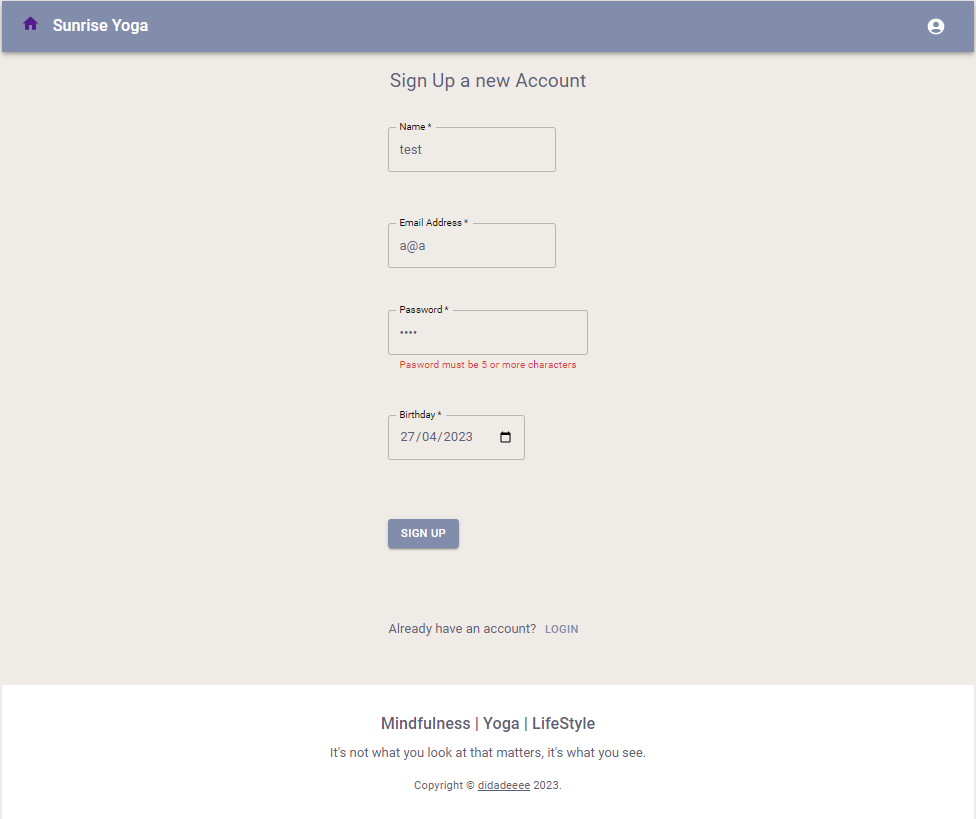 Sunrise Yoga
Sign Up a new Account
Name *
test
Email Address *
a@a
Password *
••••
Pasword must be 5 or more characters
Birthday *
27/04/2023
SIGN UP
Already have an account? LOGIN
Mindfulness | Yoga | LifeStyle
It's not what you look at that matters, it's what you see.
Copyright © didadeeee 2023.